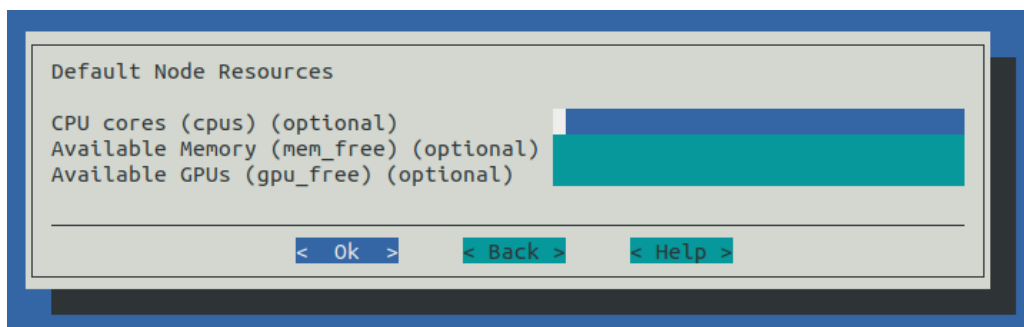 Default Node Resources
CPU cores (cpus) (optional)
Available Memory (mem_free) (optional)
Available GPUs (gpu_free) (optional)
< Ok > < Back > < Help >